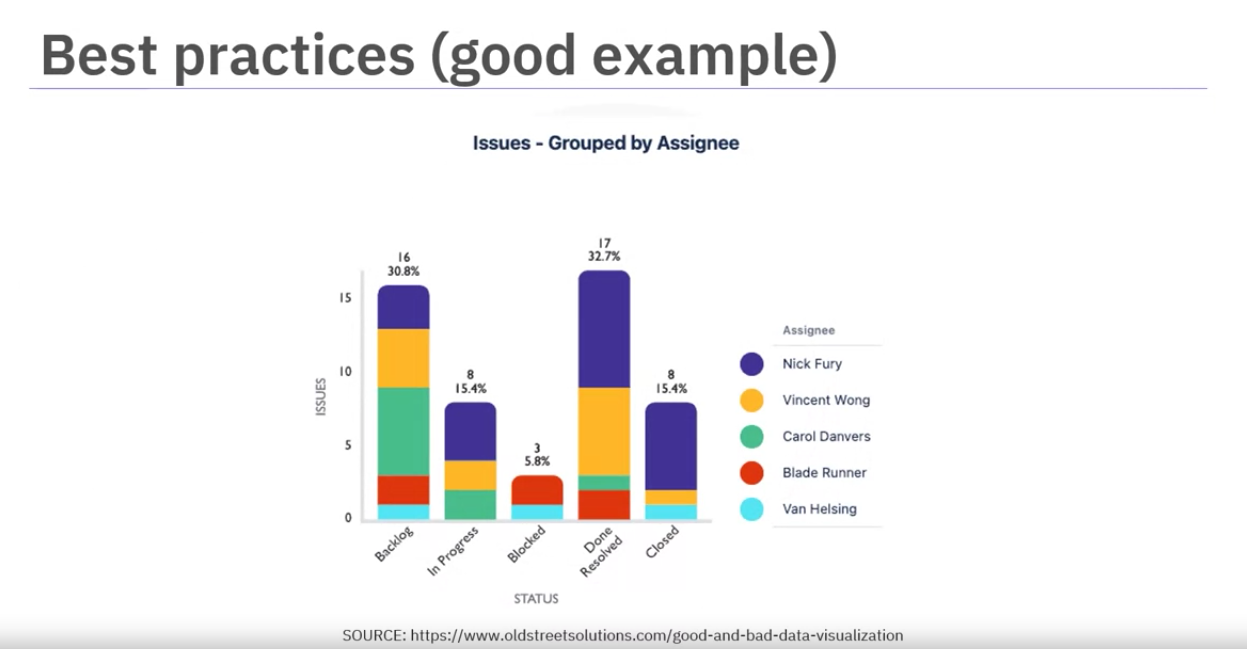 Best practices (good example)
Issues - Grouped by Assignee
16
30.8%
8
15.4%
3
5.8%
17
32.7%
8
15.4%
15
10
5
0
ISSUES
Backlog
In Progress
Blocked
Done
Resolved
Closed
STATUS
Assignee
Nick Fury
Vincent Wong
Carol Danvers
Blade Runner
Van Helsing
SOURCE: https://www.oldstreetsolutions.com/good-and-bad-data-visualization